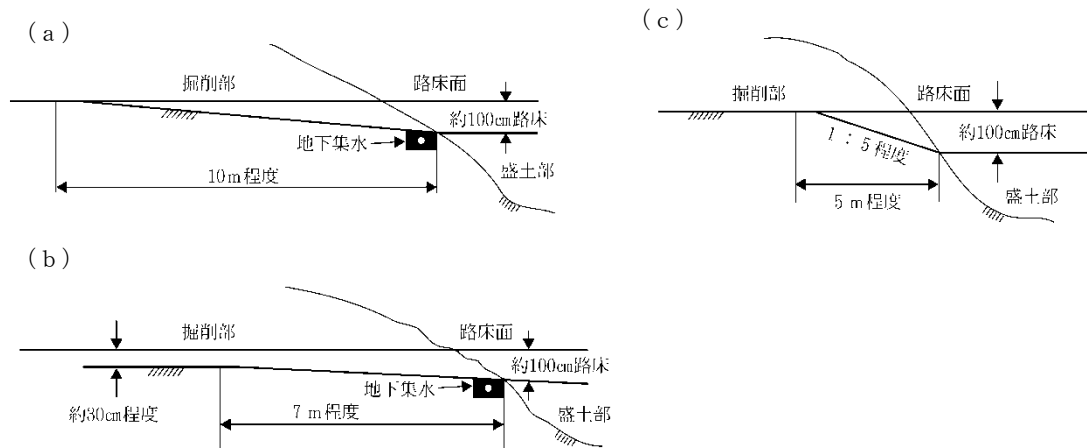 (a)
掘削部
路床面
約100cm路床
地下集水
盛土部
10m程度
(b)
掘削部
路床面
約100cm路床
地下集水
約30cm程度
7m程度
盛土部
(c)
掘削部
路床面
約100cm路床
1:5程度
盛土部
5m程度